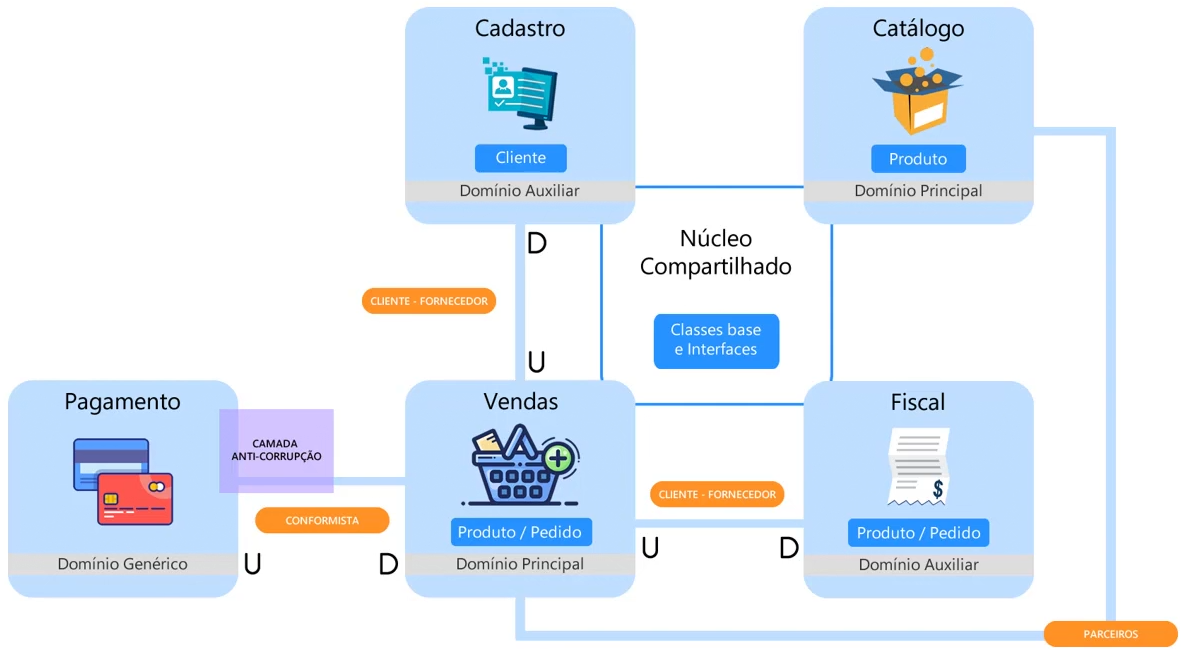 Cadastro
Cliente
Domínio Auxiliar
Catálogo
Produto
Domínio Principal
D
Núcleo
Compartilhado
CLIENTE - FORNECEDOR
Classes base
e Interfaces
U
Pagamento
CAMADA
ANTI-CORRUPÇÃO
CONFORMISTA
Domínio Genérico
U
D
Vendas
Produto / Pedido
Domínio Principal
CLIENTE - FORNECEDOR
U
D
Fiscal
$
Produto / Pedido
Domínio Auxiliar
PARCEIROS